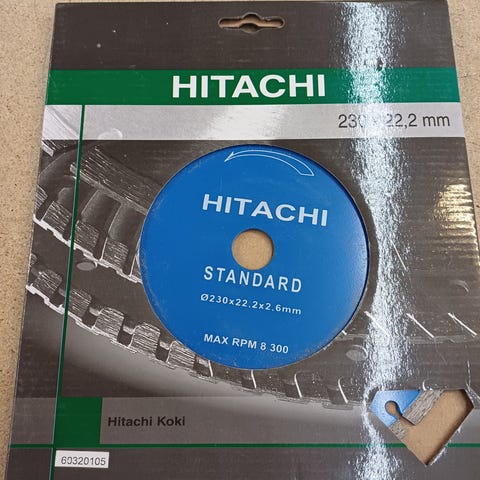 HITACHI
230 x 22,2 mm
HITACHI
STANDARD
Ø230x22.2x2.6mm
MAX RPM 8 300
Hitachi Koki
60320105